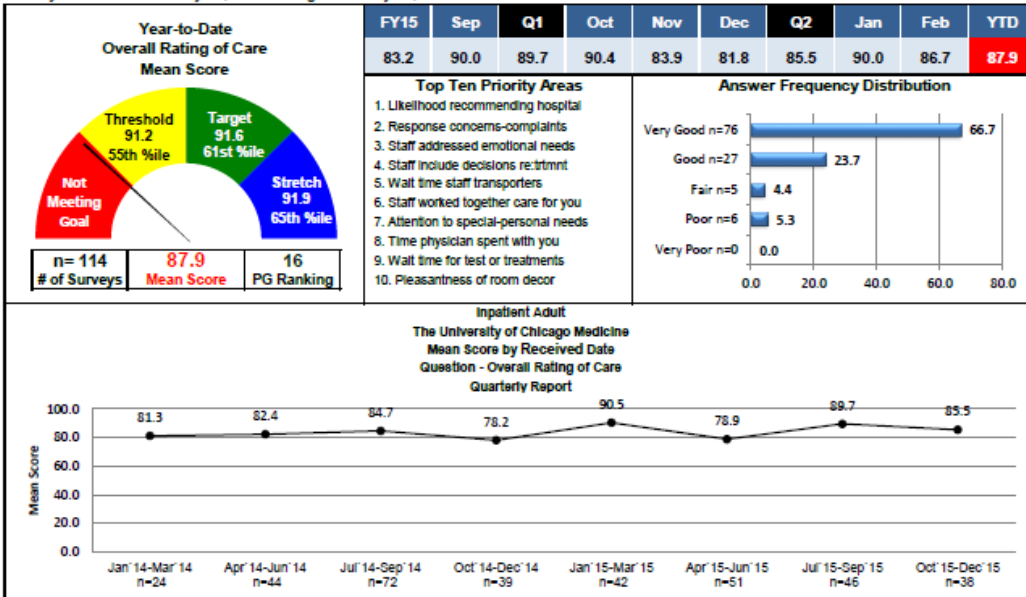 Year-to-Date
Overall Rating of Care
Mean Score
Threshold
91.2
55th %ile
Target
91.6
61st %ile
Not
Meeting
Goal
Stretch
91.9
65th %ile
n= 114
# of Surveys
87.9
Mean Score
16
PG Ranking
FY15 Sep Q1 Oct Nov Dec Q2 Jan Feb YTD
83.2 90.0 89.7 90.4 83.9 81.8 85.5 90.0 86.7 87.9
Top Ten Priority Areas
1. Likelihood recommending hospital
2. Response concerns-complaints
3. Staff addressed emotional needs
4. Staff include decisions re:trtmnt
5. Wait time staff transporters
6. Staff worked together care for you
7. Attention to special-personal needs
8. Time physician spent with you
9. Wait time for test or treatments
10. Pleasantness of room decor
Answer Frequency Distribution
Very Good n=76 66.7
Good n=27 23.7
Fair n=5 4.4
Poor n=6 5.3
Very Poor n=0 0.0
0.0 20.0 40.0 60.0 80.0
Inpatient Adult
The University of Chicago Medicine
Mean Score by Received Date
Question - Overall Rating of Care
Quarterly Report
Mean Score
100.0
80.0
60.0
40.0
20.0
0.0
81.3 82.4 84.7 78.2 90.5 78.9 89.7 85.5
Jan'14-Mar'14 Apr'14-Jun'14 Jul'14-Sep'14 Oct'14-Dec'14 Jan'15-Mar'15 Apr'15-Jun'15 Jul'15-Sep'15 Oct'15-Dec'15
n=24 n=44 n=72 n=39 n=42 n=51 n=46 n=38